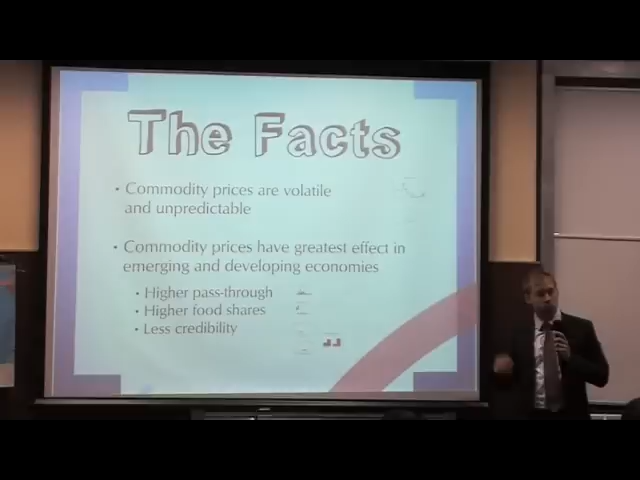 The Facts
• Commodity prices are volatile
and unpredictable
• Commodity prices have greatest effect in
emerging and developing economies
• Higher pass-through
• Higher food shares
• Less credibility